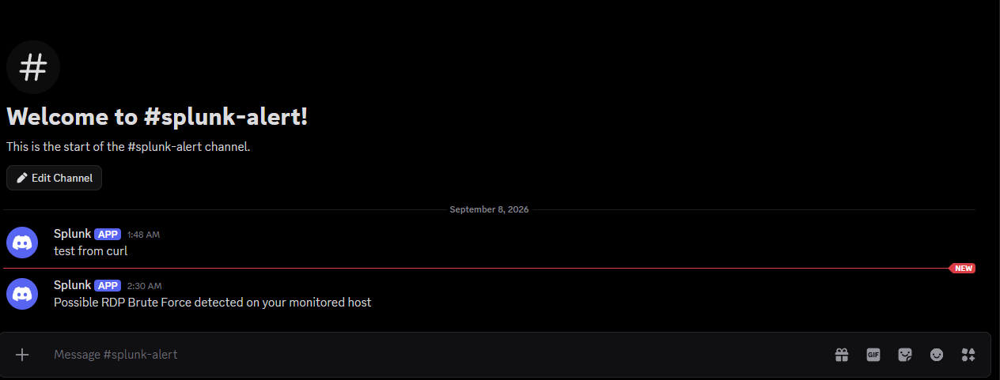 #
Welcome to #splunk-alert!
This is the start of the #splunk-alert channel.
Edit Channel
September 8, 2026
Splunk APP 1:48 AM
test from curl
NEW
Splunk APP 2:30 AM
Possible RDP Brute Force detected on your monitored host
Message #splunk-alert
GIF